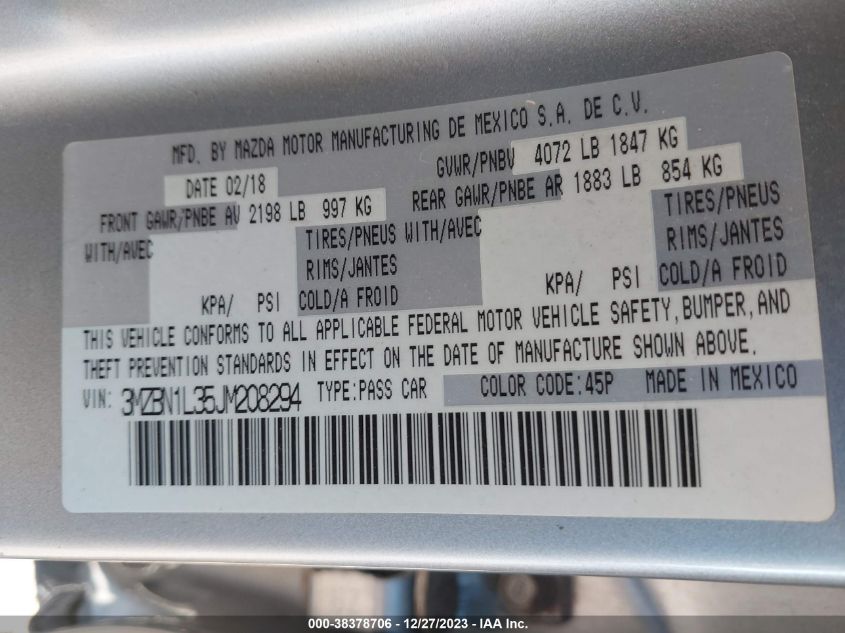 MFD. BY MAZDA MOTOR MANUFACTURING DE MEXICO S.A. DE C.V.
DATE 02/18 GVWR/PNBV 4072 LB 1847 KG
FRONT GAWR/PNBE AV 2198 LB 997 KG REAR GAWR/PNBE AR 1883 LB 854 KG
WITH/AVEC TIRES/PNEUS WITH/AVEC TIRES/PNEUS
RIMS/JANTES RIMS/JANTES
KPA/ PSI COLD/A FROID KPA/ PSI COLD/A FROID
THIS VEHICLE CONFORMS TO ALL APPLICABLE FEDERAL MOTOR VEHICLE SAFETY, BUMPER, AND
THEFT PREVENTION STANDARDS IN EFFECT ON THE DATE OF MANUFACTURE SHOWN ABOVE.
VIN: 3MZBN1L35JM208294 TYPE:PASS CAR COLOR CODE:45P MADE IN MEXICO
000-38378706 - 12/27/2023 - IAA Inc.